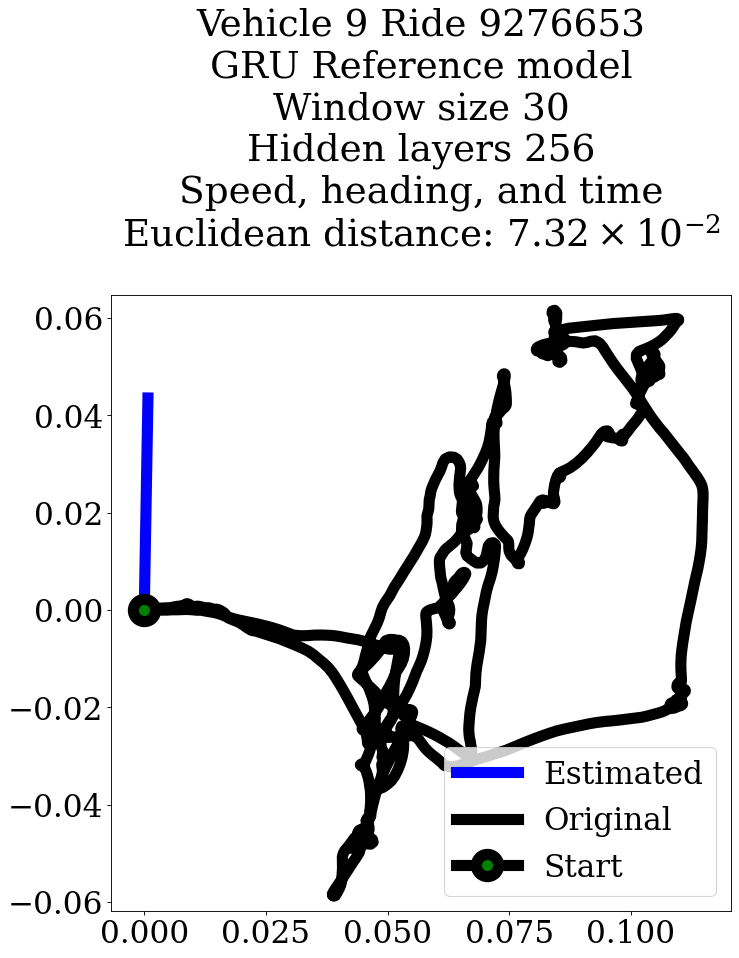 Vehicle 9 Ride 9276653
GRU Reference model
Window size 30
Hidden layers 256
Speed, heading, and time
Euclidean distance: 7.32 × 10⁻²
0.06
0.04
0.02
0.00
−0.02
−0.04
−0.06
Estimated
Original
Start
0.000 0.025 0.050 0.075 0.100